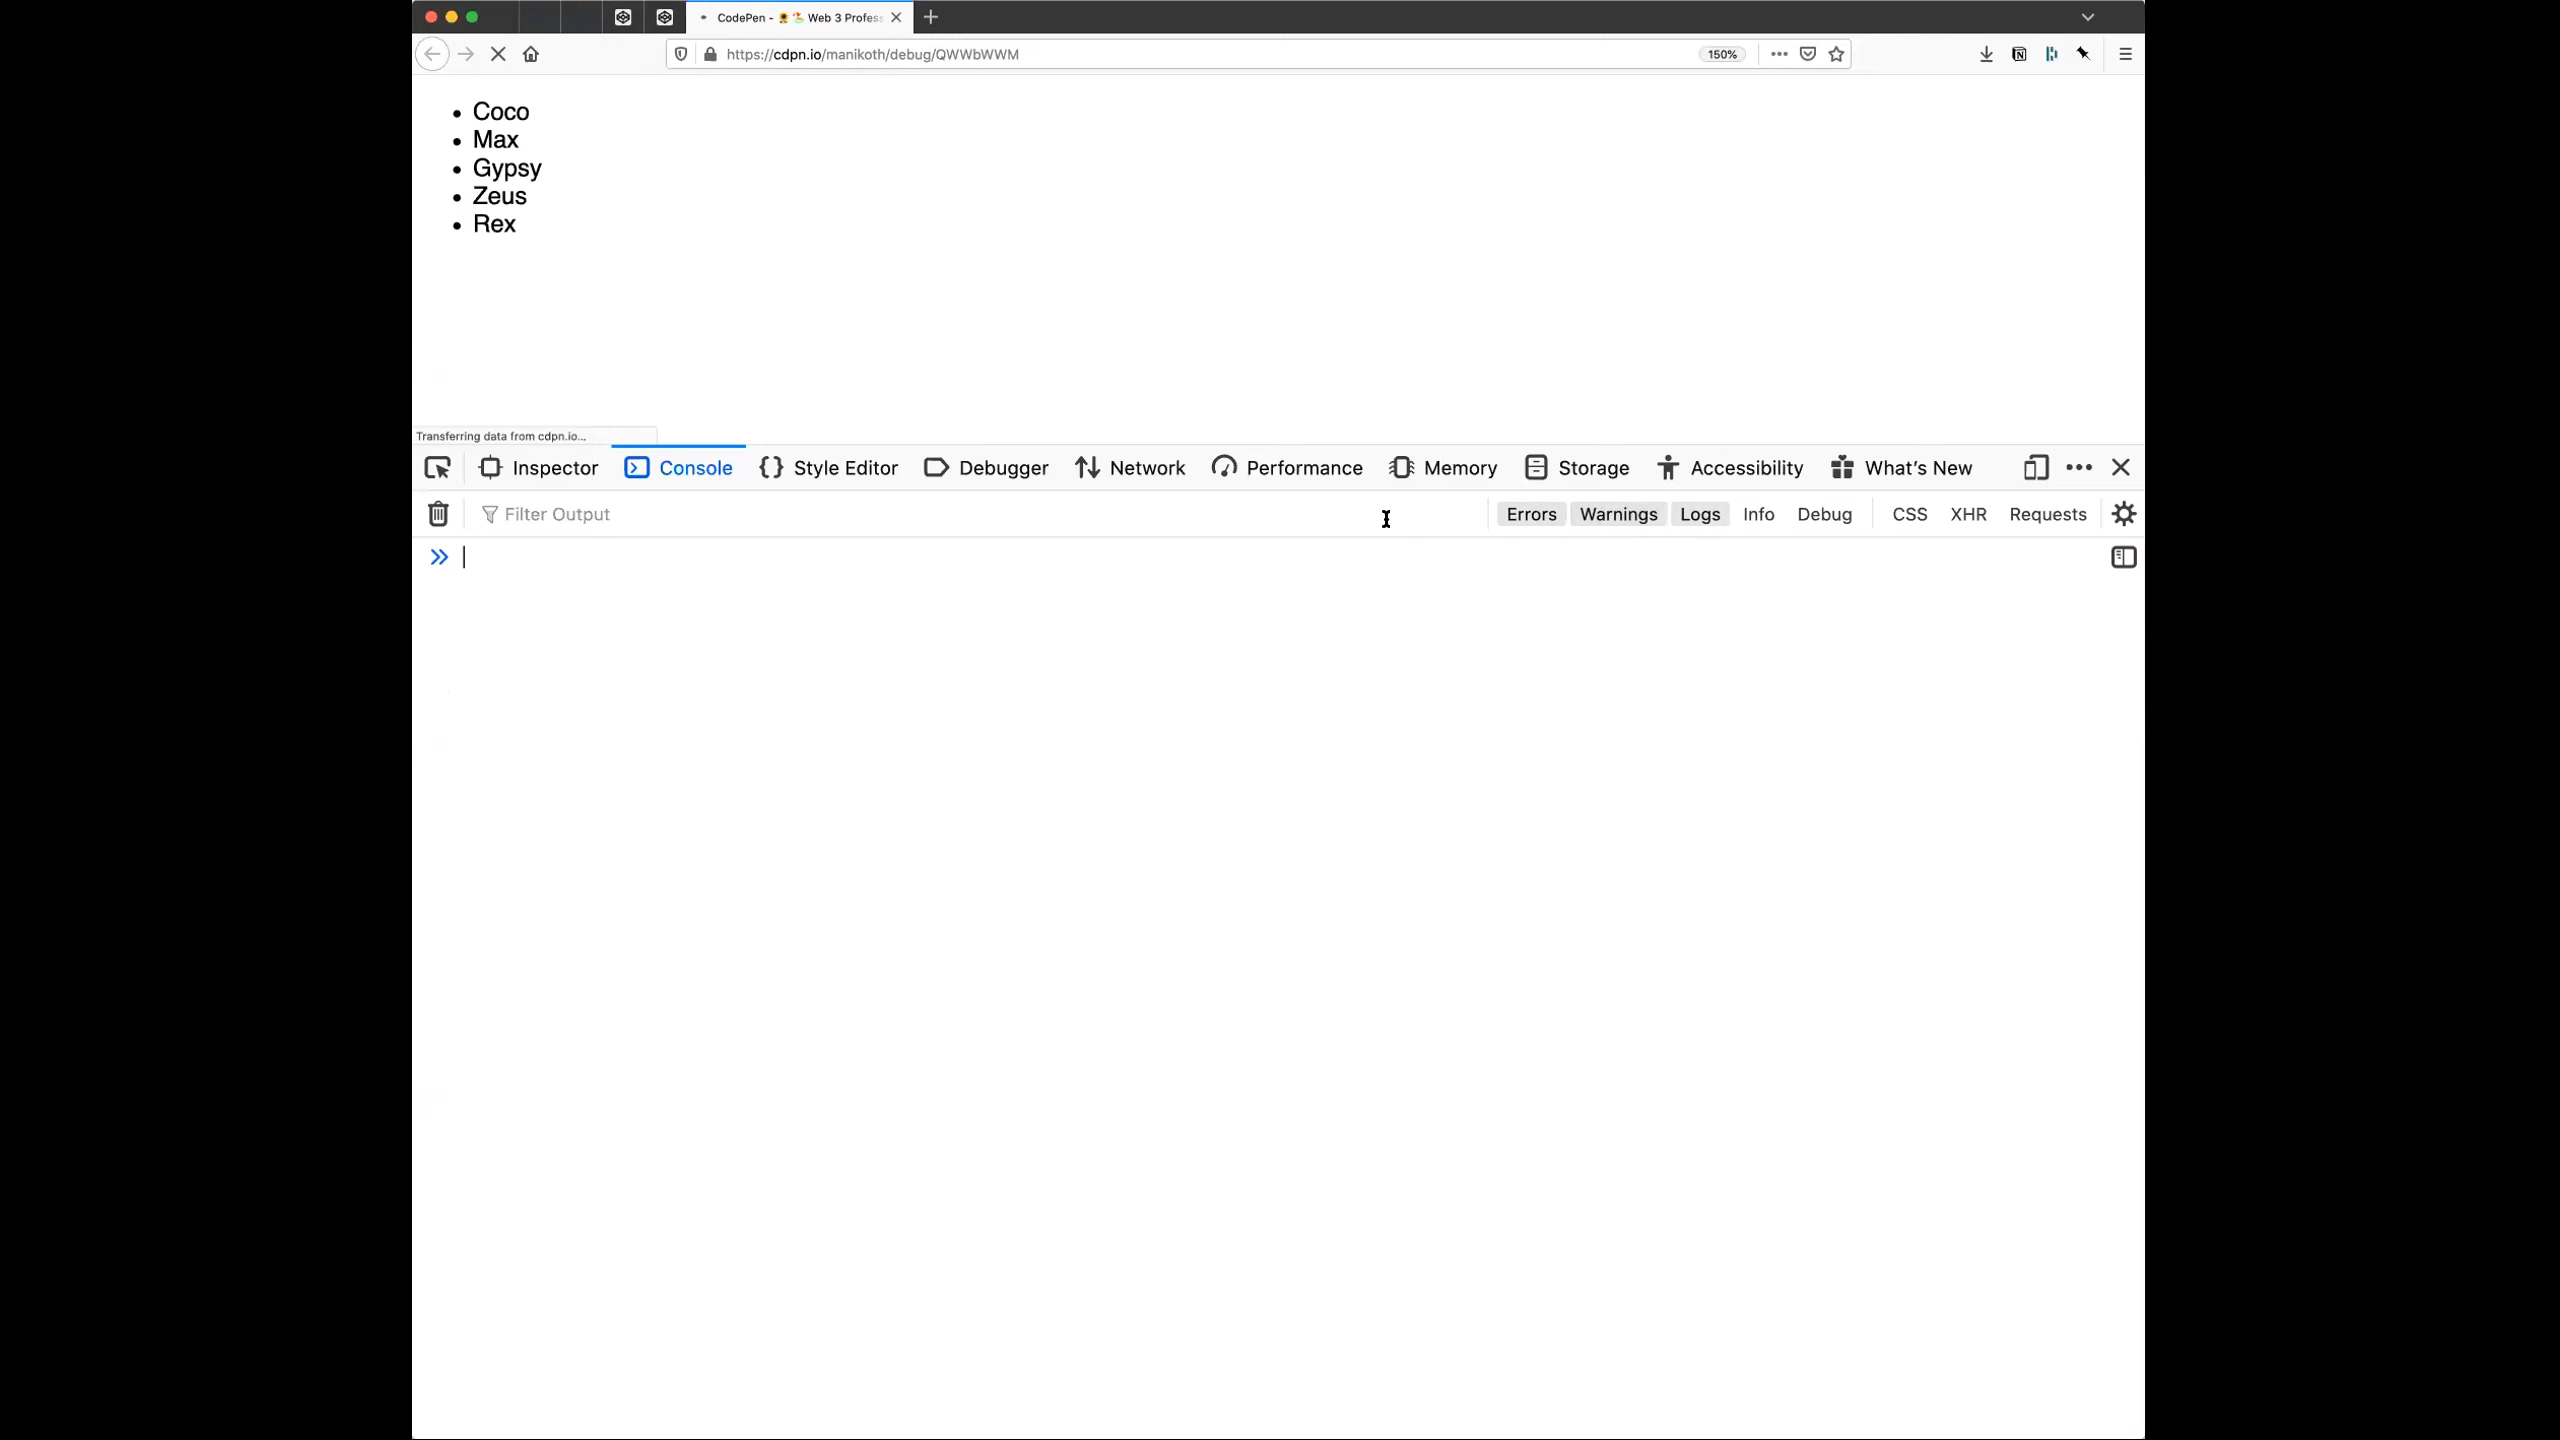 CodePen - 🌻🏖️ Web 3 Profess
https://cdpn.io/manikoth/debug/QWWbWWM
150%
• Coco
• Max
• Gypsy
• Zeus
• Rex
Transferring data from cdpn.io...
Inspector Console Style Editor Debugger Network Performance Memory Storage Accessibility What's New
Filter Output Errors Warnings Logs Info Debug CSS XHR Requests